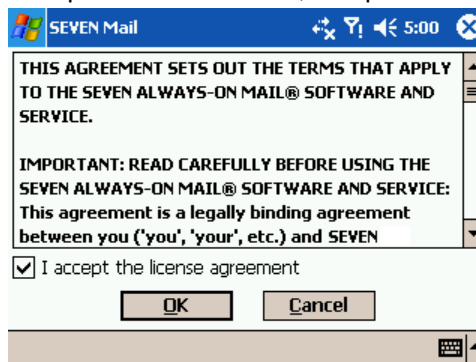 SEVEN Mail 5:00
THIS AGREEMENT SETS OUT THE TERMS THAT APPLY
TO THE SEVEN ALWAYS-ON MAIL® SOFTWARE AND
SERVICE.
IMPORTANT: READ CAREFULLY BEFORE USING THE
SEVEN ALWAYS-ON MAIL® SOFTWARE AND SERVICE:
This agreement is a legally binding agreement
between you ('you', 'your', etc.) and SEVEN
I accept the license agreement
OK Cancel